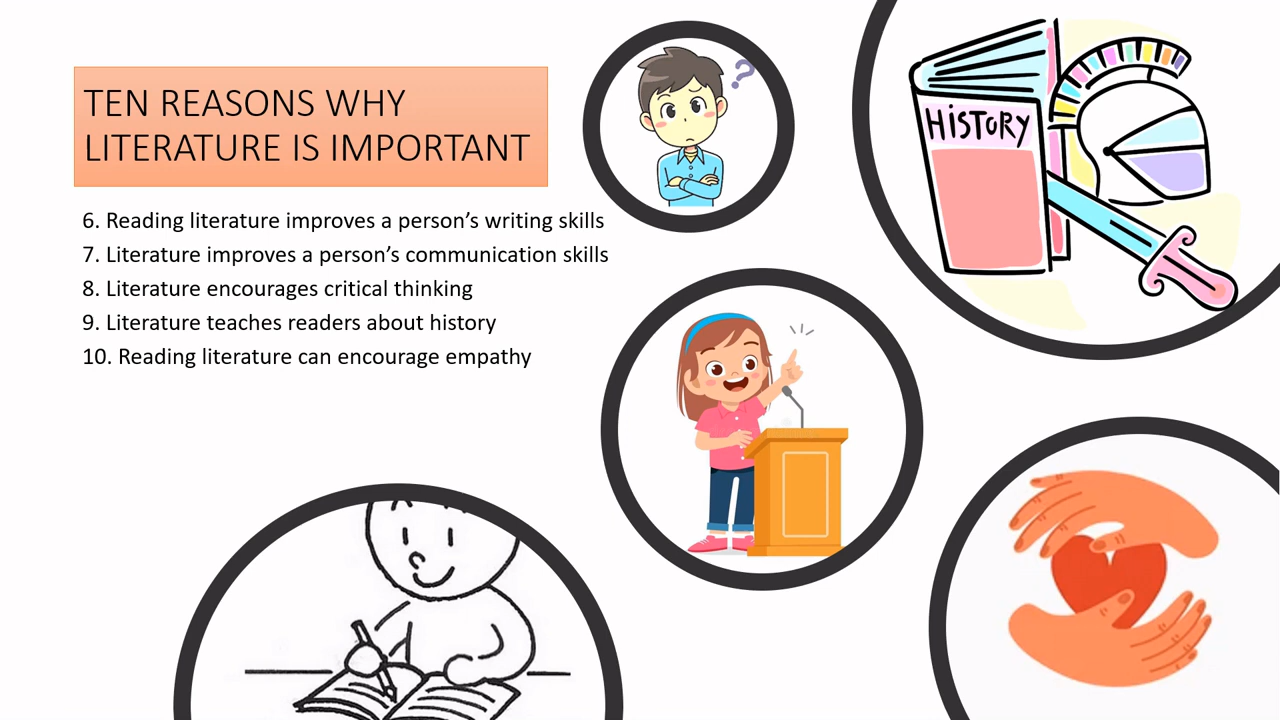 TEN REASONS WHY
LITERATURE IS IMPORTANT
6. Reading literature improves a person’s writing skills
7. Literature improves a person’s communication skills
8. Literature encourages critical thinking
9. Literature teaches readers about history
10. Reading literature can encourage empathy
?
HiSTORY